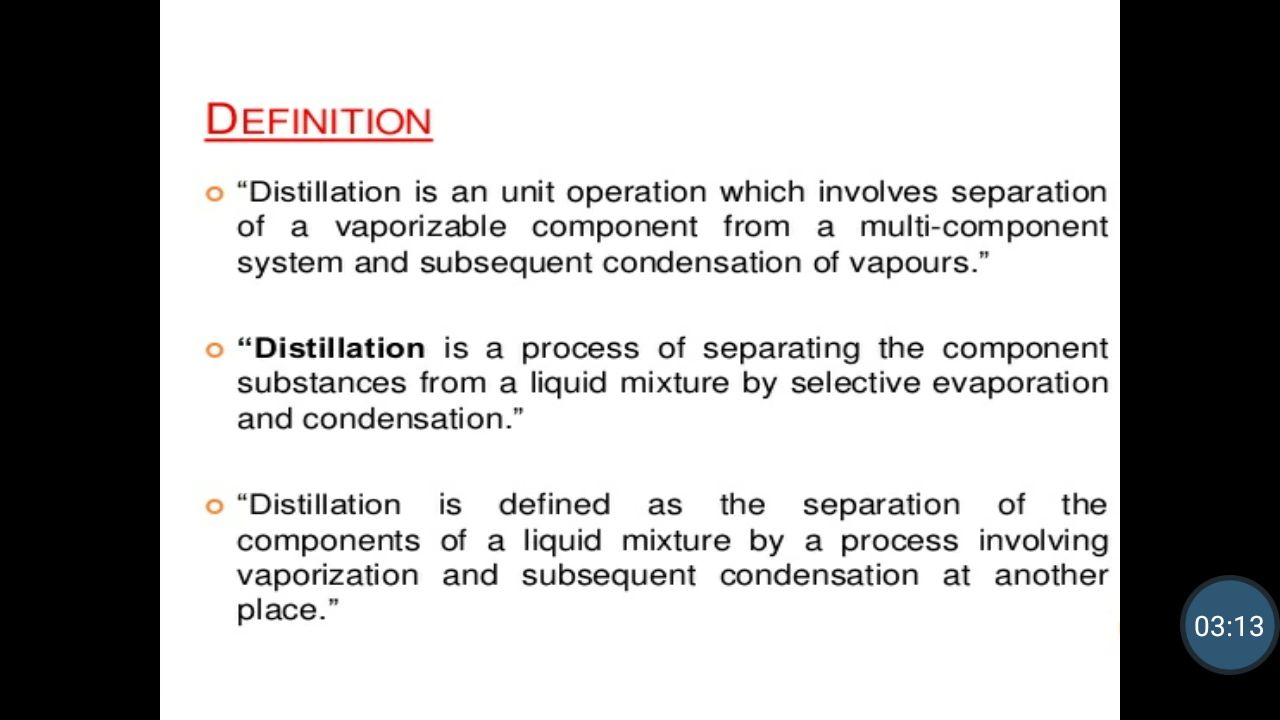 DEFINITION
“Distillation is an unit operation which involves separation
of a vaporizable component from a multi-component
system and subsequent condensation of vapours.”
“Distillation is a process of separating the component
substances from a liquid mixture by selective evaporation
and condensation.”
“Distillation is defined as the separation of the
components of a liquid mixture by a process involving
vaporization and subsequent condensation at another
place.”
03:13